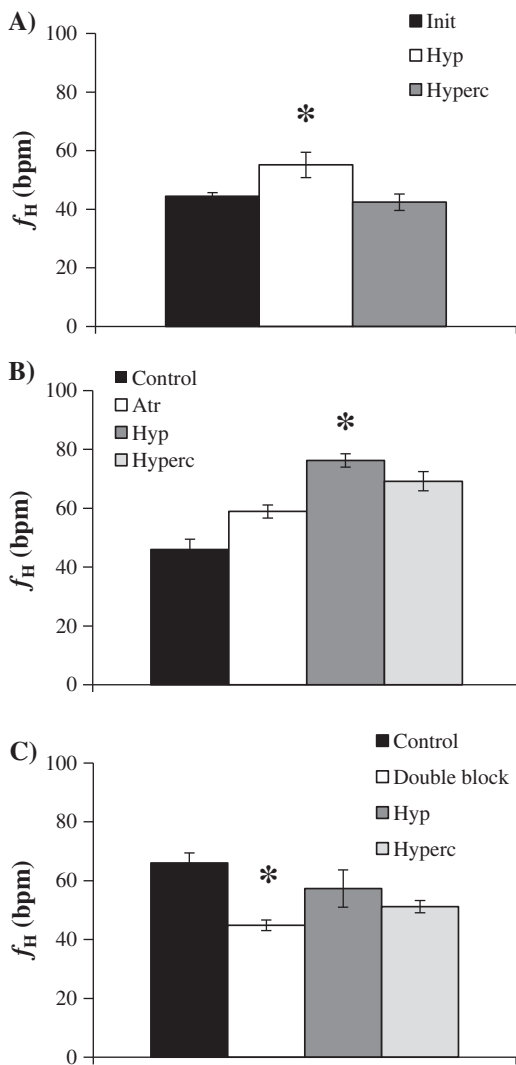 A)
Init
Hyp
Hyperc
100
80
60
40
20
0
*
fH (bpm)
B)
Control
Atr
Hyp
Hyperc
100
80
60
40
20
0
*
fH (bpm)
C)
Control
Double block
Hyp
Hyperc
100
80
60
40
20
0
*
fH (bpm)